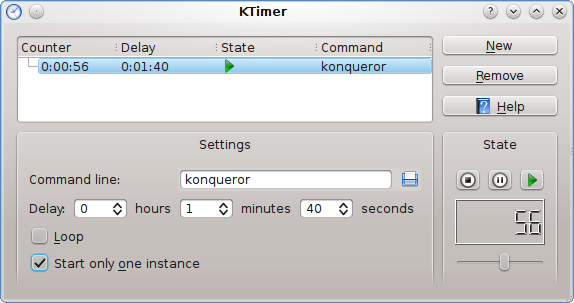 KTimer
Counter Delay State Command
0:00:56 0:01:40 konqueror
New
Remove
Help
Settings
Command line: konqueror
Delay: 0 hours 1 minutes 40 seconds
Loop
Start only one instance
State
56